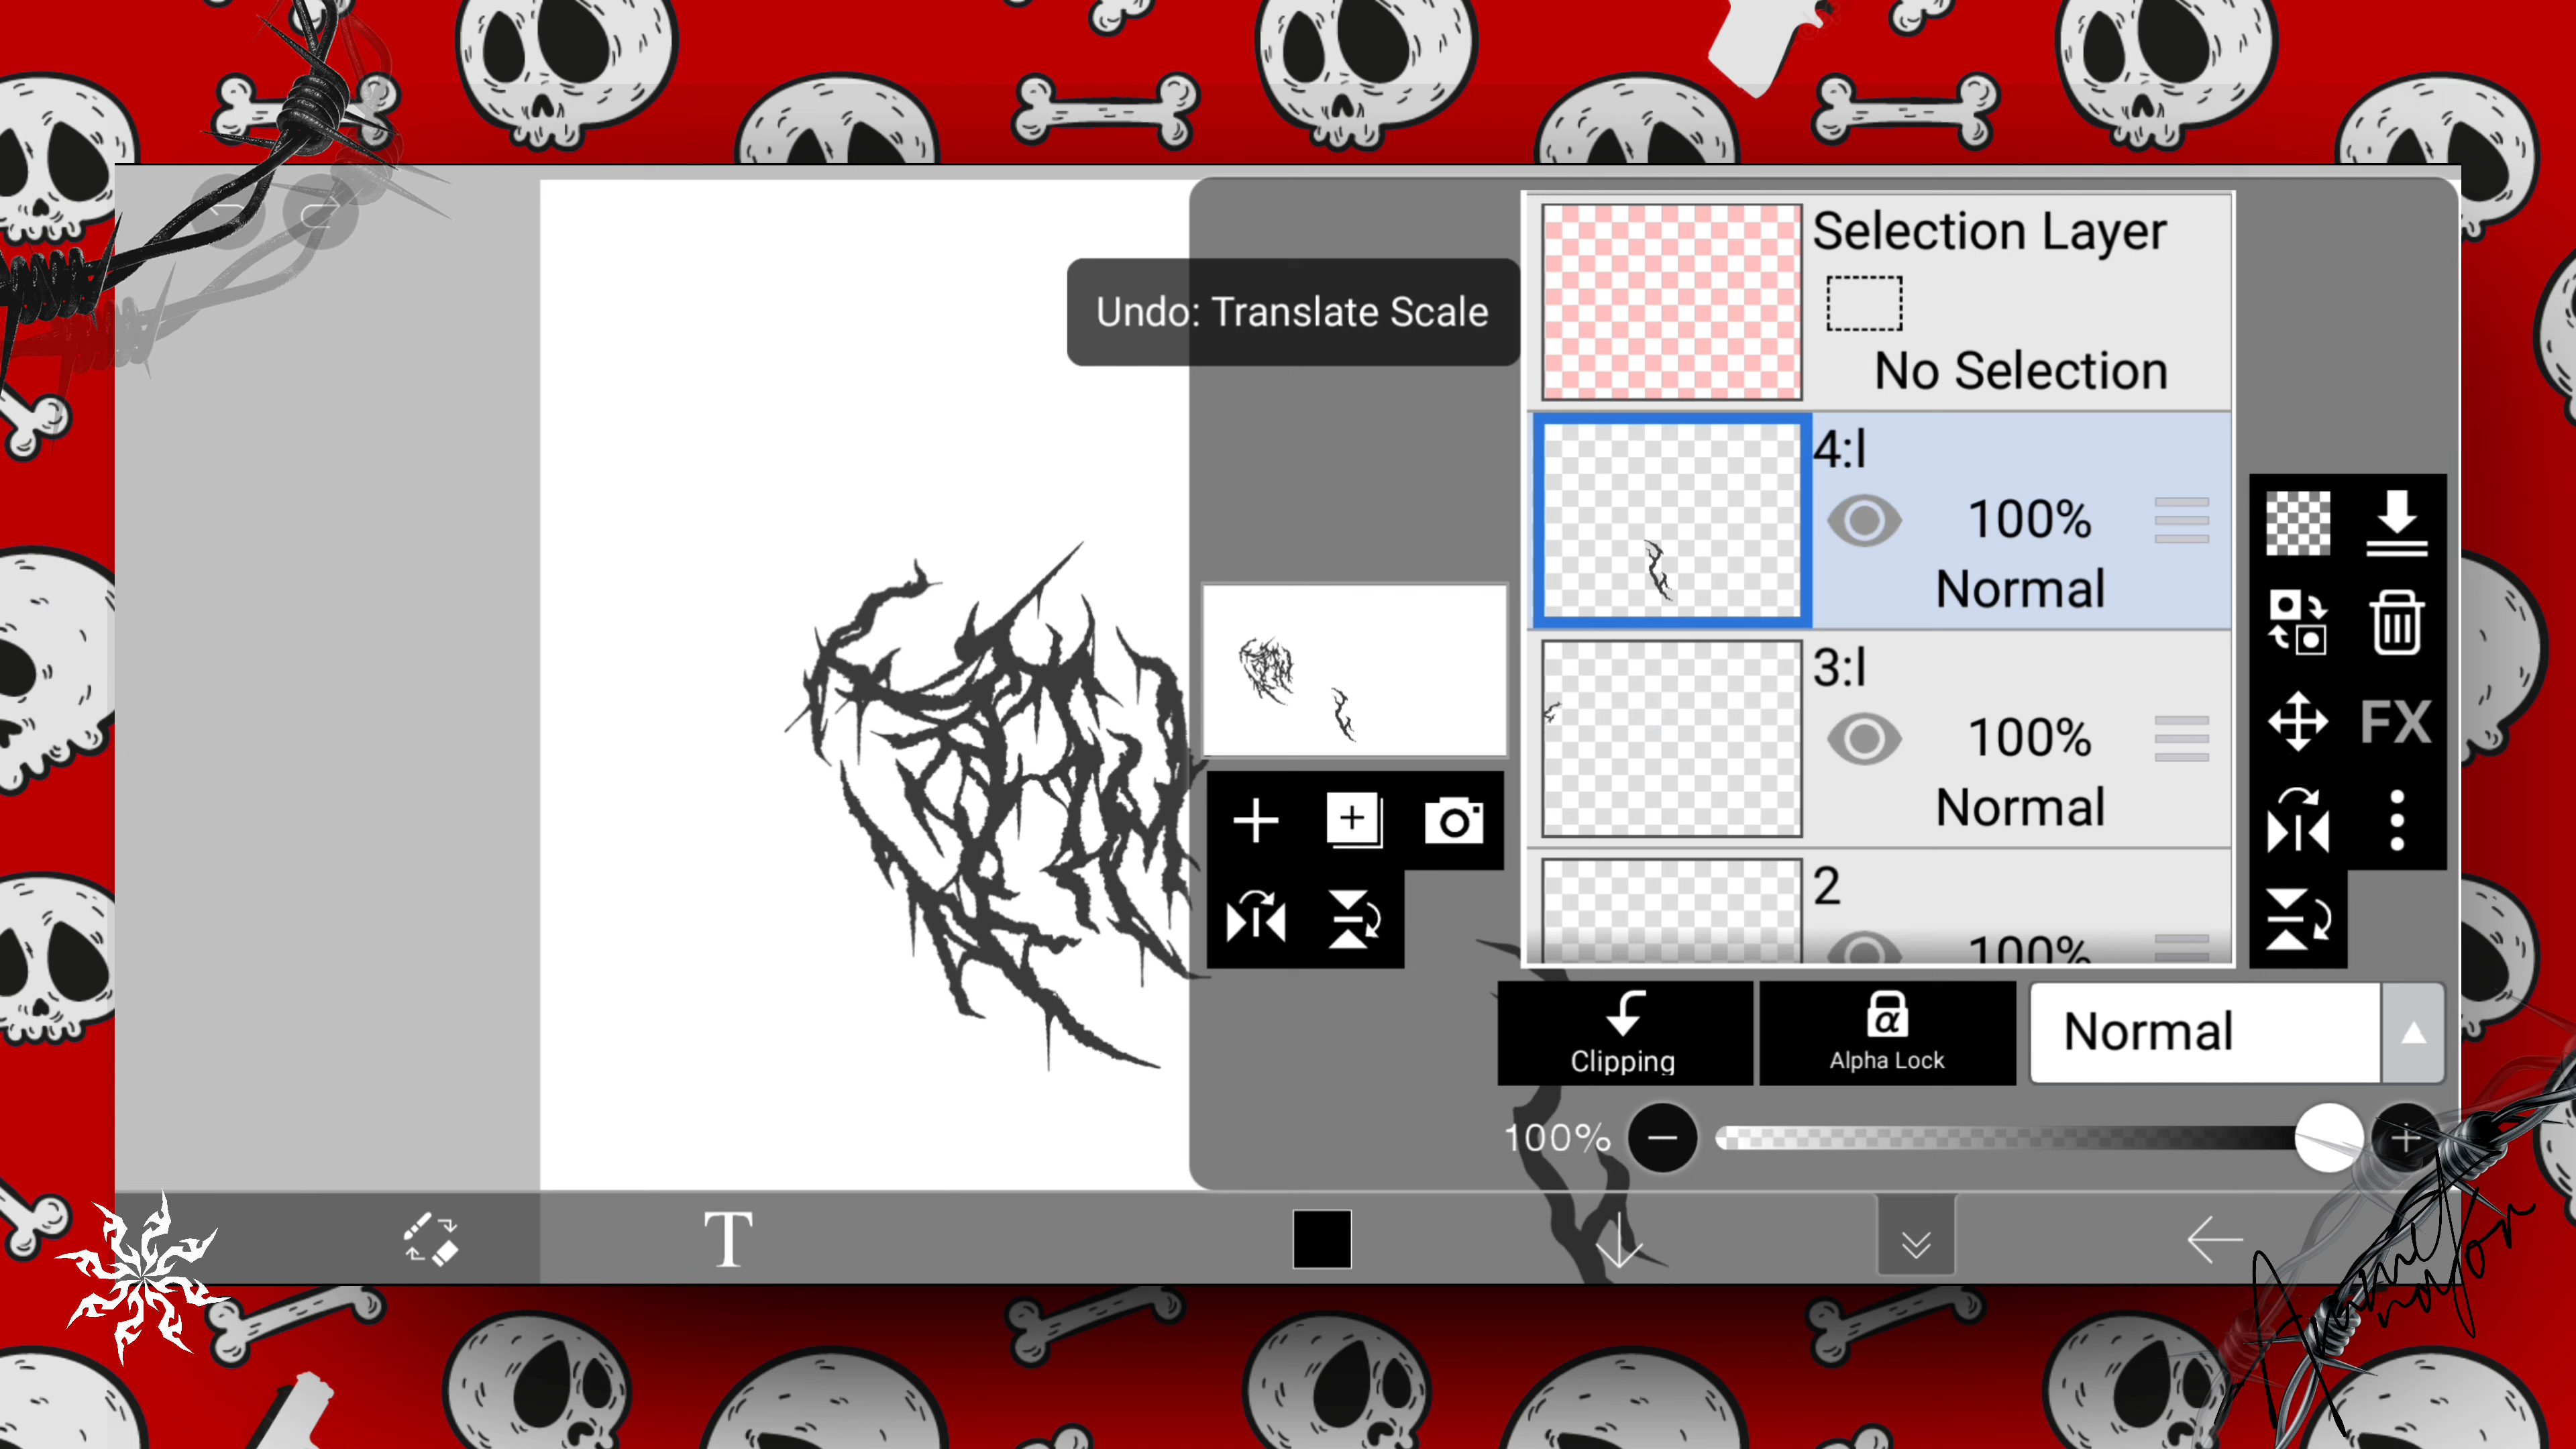 Selection Layer
No Selection
Undo: Translate Scale
4:l
100%
Normal
3:l
100%
Normal
2
100%
FX
Clipping
Alpha Lock
α
Normal
100%
T